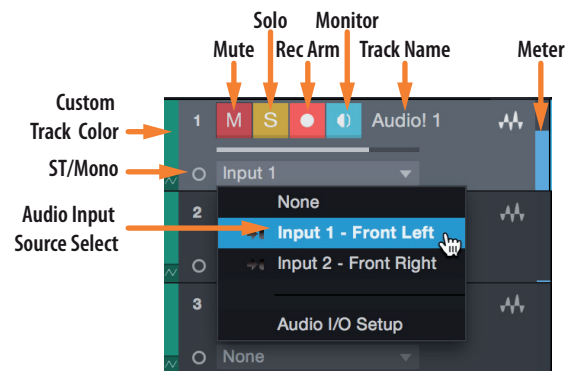 Solo Monitor
Mute Rec Arm Track Name Meter
Custom
Track Color
1 M S Audio! 1
ST/Mono
Input 1
Audio Input
Source Select
2
None
Input 1 - Front Left
Input 2 - Front Right
3
Audio I/O Setup
None